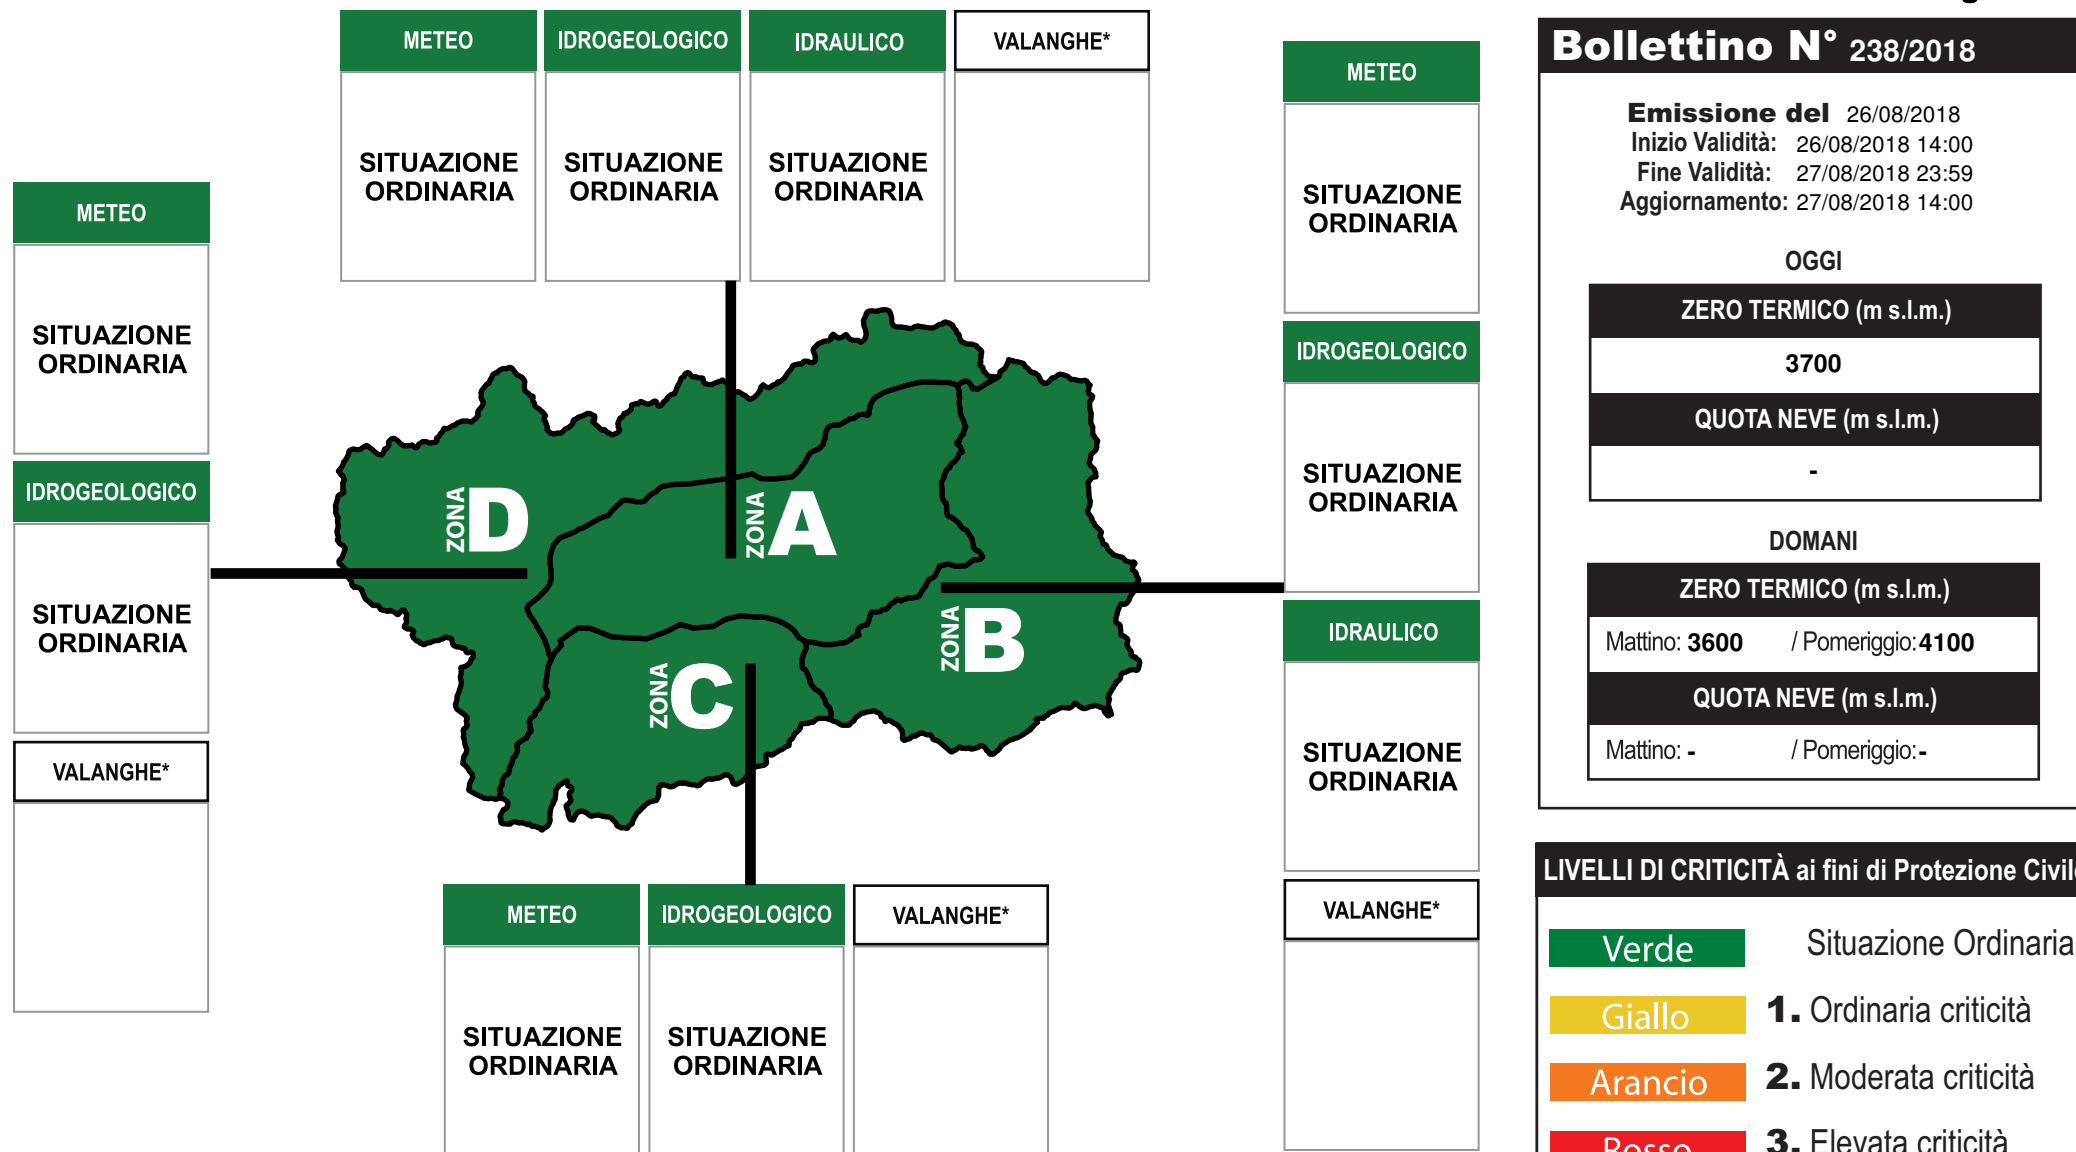 METEO
IDROGEOLOGICO
IDRAULICO
VALANGHE*
SITUAZIONE
ORDINARIA
SITUAZIONE
ORDINARIA
SITUAZIONE
ORDINARIA
METEO
SITUAZIONE
ORDINARIA
IDROGEOLOGICO
SITUAZIONE
ORDINARIA
VALANGHE*
ZONA D
ZONA A
ZONA B
ZONA C
METEO
SITUAZIONE
ORDINARIA
IDROGEOLOGICO
SITUAZIONE
ORDINARIA
IDRAULICO
SITUAZIONE
ORDINARIA
VALANGHE*
METEO
IDROGEOLOGICO
VALANGHE*
SITUAZIONE
ORDINARIA
SITUAZIONE
ORDINARIA
Bollettino N° 238/2018
Emissione del 26/08/2018
Inizio Validità: 26/08/2018 14:00
Fine Validità: 27/08/2018 23:59
Aggiornamento: 27/08/2018 14:00
OGGI
ZERO TERMICO (m s.l.m.)
3700
QUOTA NEVE (m s.l.m.)
-
DOMANI
ZERO TERMICO (m s.l.m.)
Mattino: 3600 / Pomeriggio: 4100
QUOTA NEVE (m s.l.m.)
Mattino: - / Pomeriggio: -
LIVELLI DI CRITICITÀ ai fini di Protezione Civile
Verde Situazione Ordinaria
Giallo 1. Ordinaria criticità
Arancio 2. Moderata criticità
Rosso 3. Elevata criticità